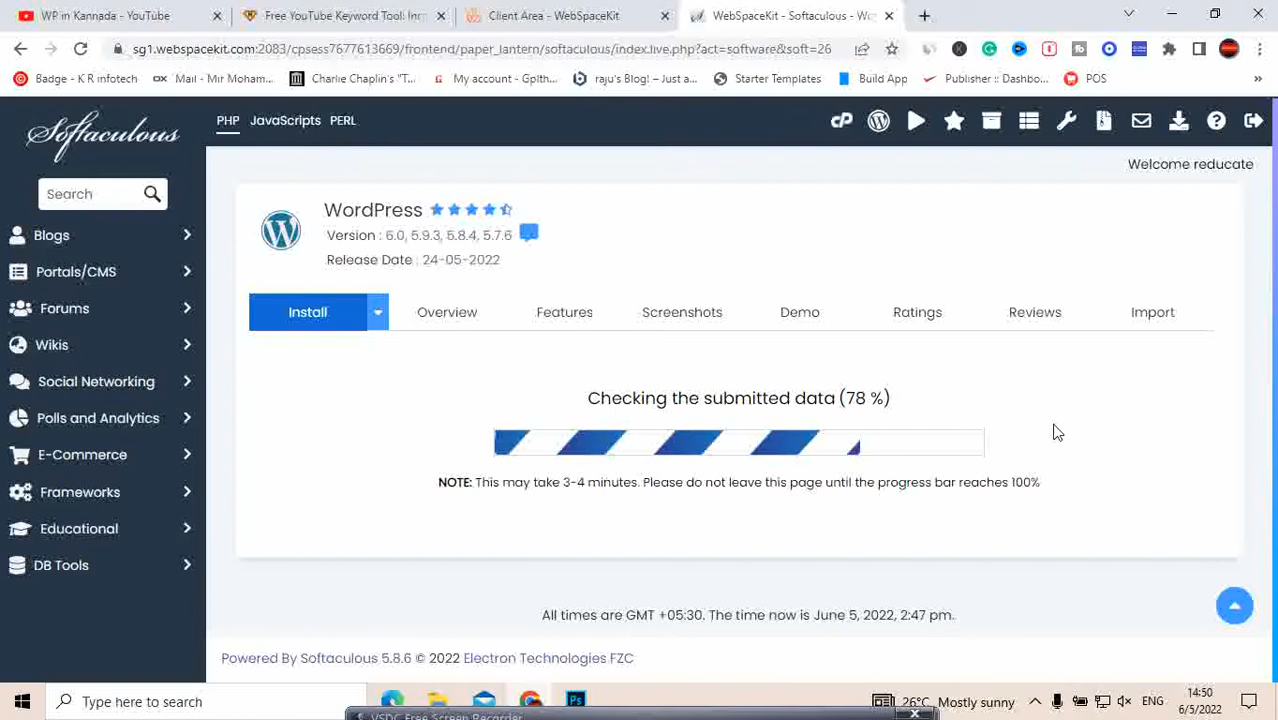 WP in Kannada - YouTube
Free YouTube Keyword Tool: Inst
Client Area - WebSpaceKit
WebSpaceKit - Softaculous - Wo
sg1.webspacekit.com:2083/cpsess7677613669/frontend/paper_lantern/softaculous/index.live.php?act=software&soft=26
Badge - K R infotech
Mail - Mir Moham...
Charlie Chaplin's "T...
My account - Gplth...
raju's Blog! – Just a...
Starter Templates
Build App
Publisher :: Dashbo...
POS
»
Softaculous
PHP
JavaScripts
PERL
Welcome reducate
Search
Blogs
Portals/CMS
Forums
Wikis
Social Networking
Polls and Analytics
E-Commerce
Frameworks
Educational
DB Tools
WordPress
Version : 6.0, 5.9.3, 5.8.4, 5.7.6
Release Date : 24-05-2022
Install
Overview
Features
Screenshots
Demo
Ratings
Reviews
Import
Checking the submitted data (78 %)
NOTE: This may take 3-4 minutes. Please do not leave this page until the progress bar reaches 100%
All times are GMT +05:30. The time now is June 5, 2022, 2:47 pm.
Powered By Softaculous 5.8.6 © 2022 Electron Technologies FZC
Type here to search
Ps
26°C Mostly sunny
ENG
14:50
6/5/2022
VSDC Free Screen Recorder